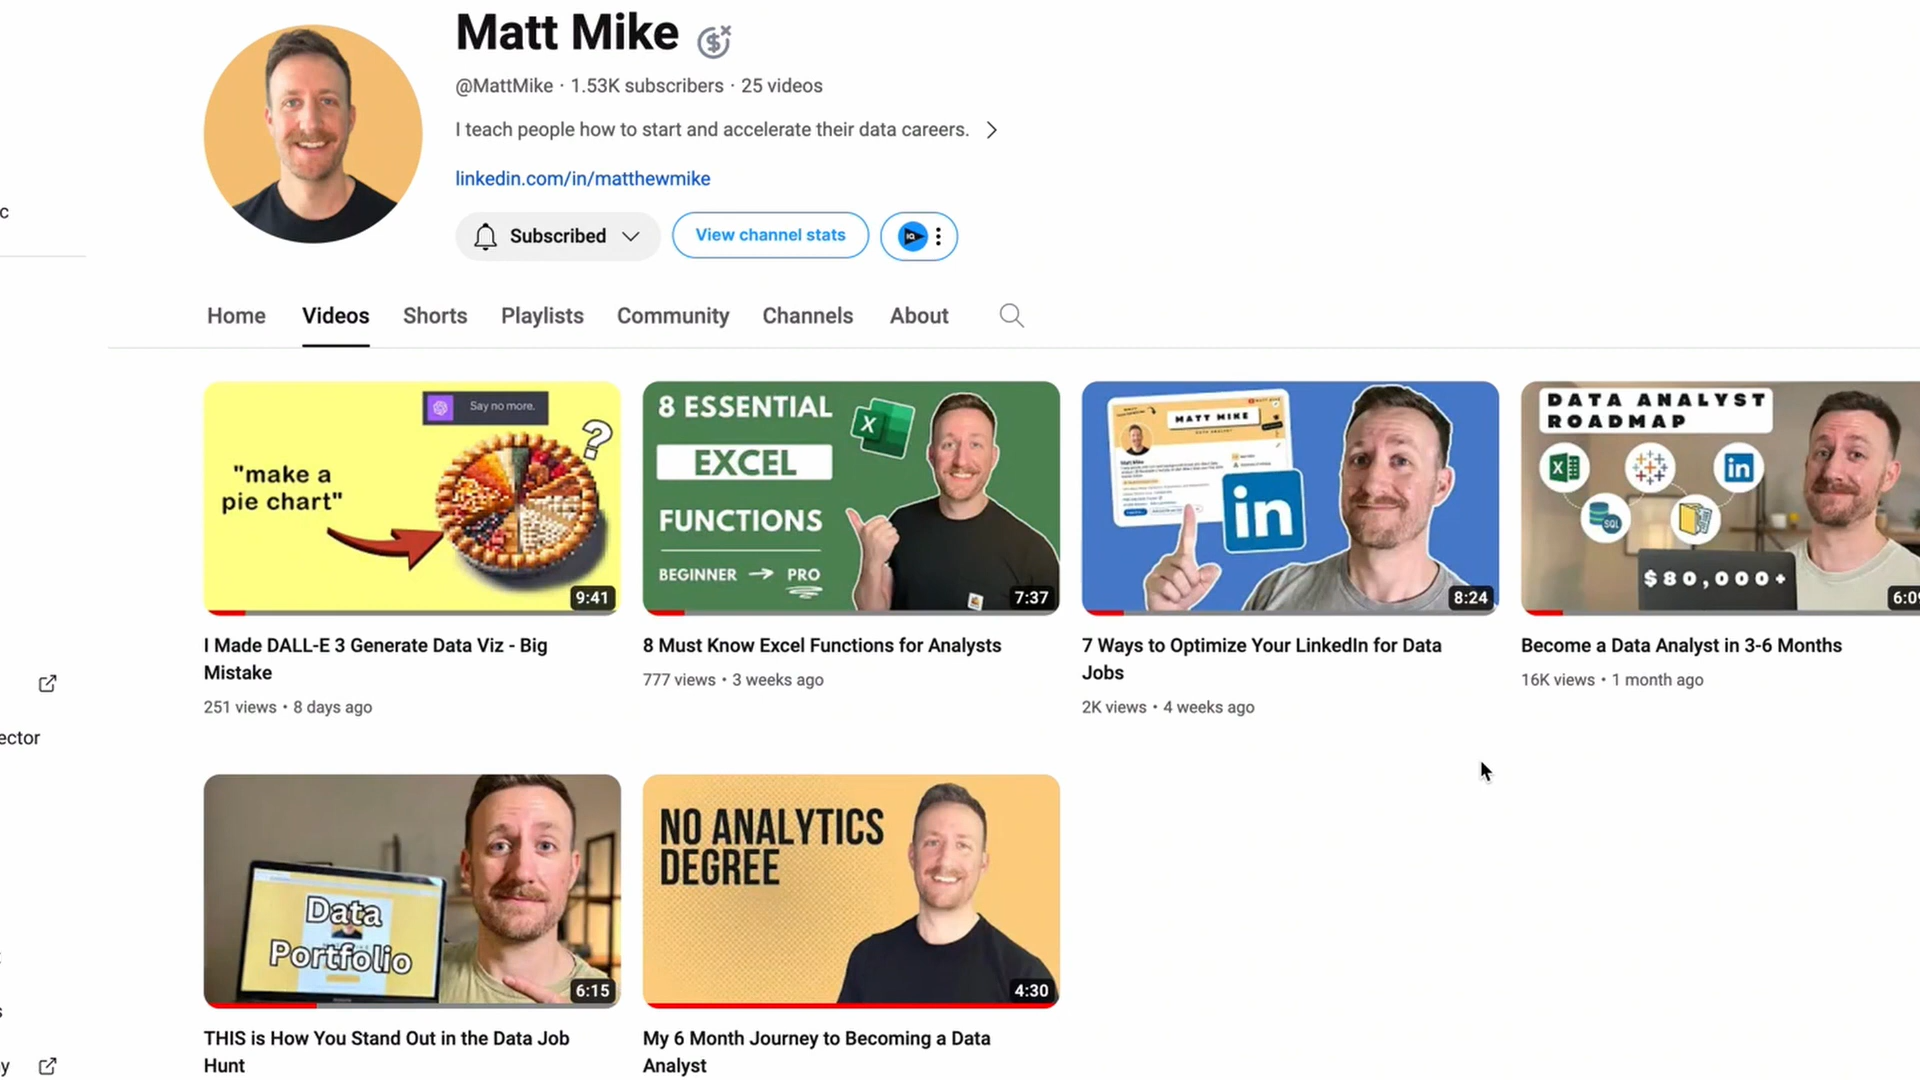 Matt Mike
@MattMike · 1.53K subscribers · 25 videos
I teach people how to start and accelerate their data careers.
linkedin.com/in/matthewmike
Subscribed
View channel stats
IQ
c
Home Videos Shorts Playlists Community Channels About
Say no more.
"make a
pie chart"
?
9:41
I Made DALL-E 3 Generate Data Viz - Big
Mistake
251 views • 8 days ago
8 ESSENTIAL
X
EXCEL
FUNCTIONS
BEGINNER → PRO
7:37
8 Must Know Excel Functions for Analysts
777 views • 3 weeks ago
MATT MIKE
in
8:24
7 Ways to Optimize Your LinkedIn for Data
Jobs
2K views • 4 weeks ago
DATA ANALYST
ROADMAP
X
in
SQL
$80,000+
6:09
Become a Data Analyst in 3-6 Months
16K views • 1 month ago
ector
Data
Portfolio
6:15
THIS is How You Stand Out in the Data Job
Hunt
NO ANALYTICS
DEGREE
4:30
My 6 Month Journey to Becoming a Data
Analyst
y